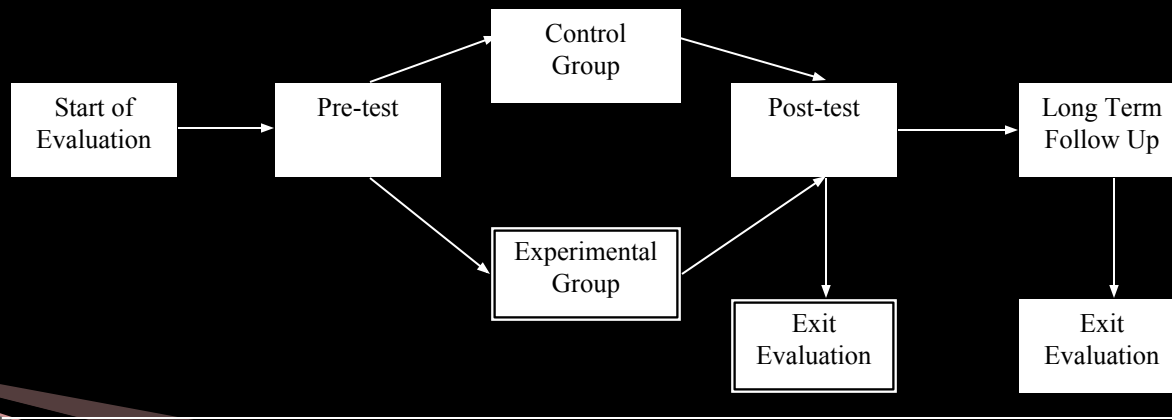 Start of
Evaluation
Pre-test
Control
Group
Experimental
Group
Post-test
Exit
Evaluation
Long Term
Follow Up
Exit
Evaluation